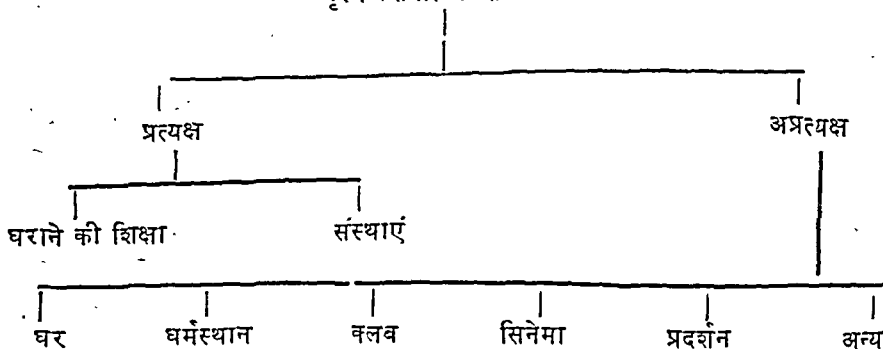 प्रत्यक्ष अप्रत्यक्ष
घराने की शिक्षा संस्थाएं
घर धर्मस्थान क्लब सिनेमा प्रदर्शन अन्य